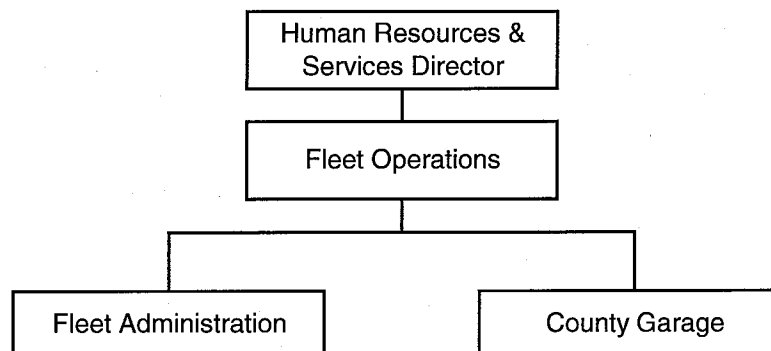 Human Resources &
Services Director
Fleet Operations
Fleet Administration
County Garage